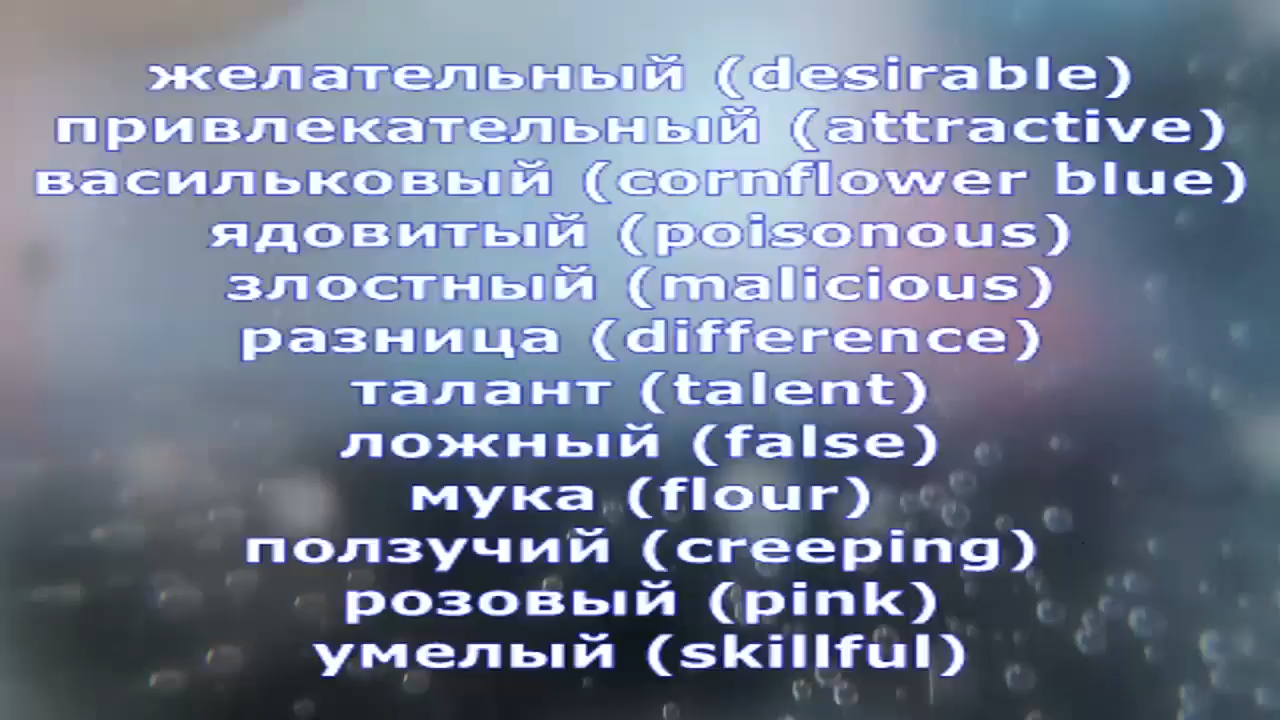 желательный (desirable)
привлекательный (attractive)
васильковый (cornflower blue)
ядовитый (poisonous)
злостный (malicious)
разница (difference)
талант (talent)
ложный (false)
мука (flour)
ползучий (creeping)
розовый (pink)
умелый (skillful)